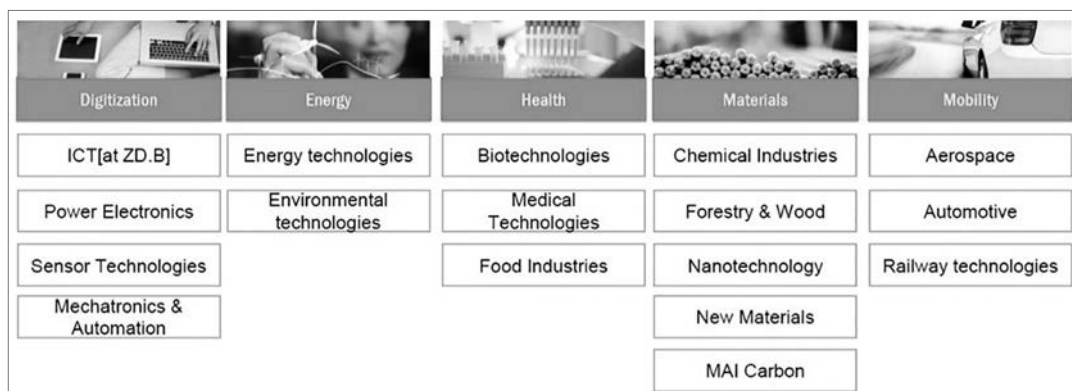 Digitization
Energy
Health
Materials
Mobility
ICT[at ZD.B]
Energy technologies
Biotechnologies
Chemical Industries
Aerospace
Power Electronics
Environmental
technologies
Medical
Technologies
Forestry & Wood
Automotive
Sensor Technologies
Food Industries
Nanotechnology
Railway technologies
Mechatronics &
Automation
New Materials
MAI Carbon